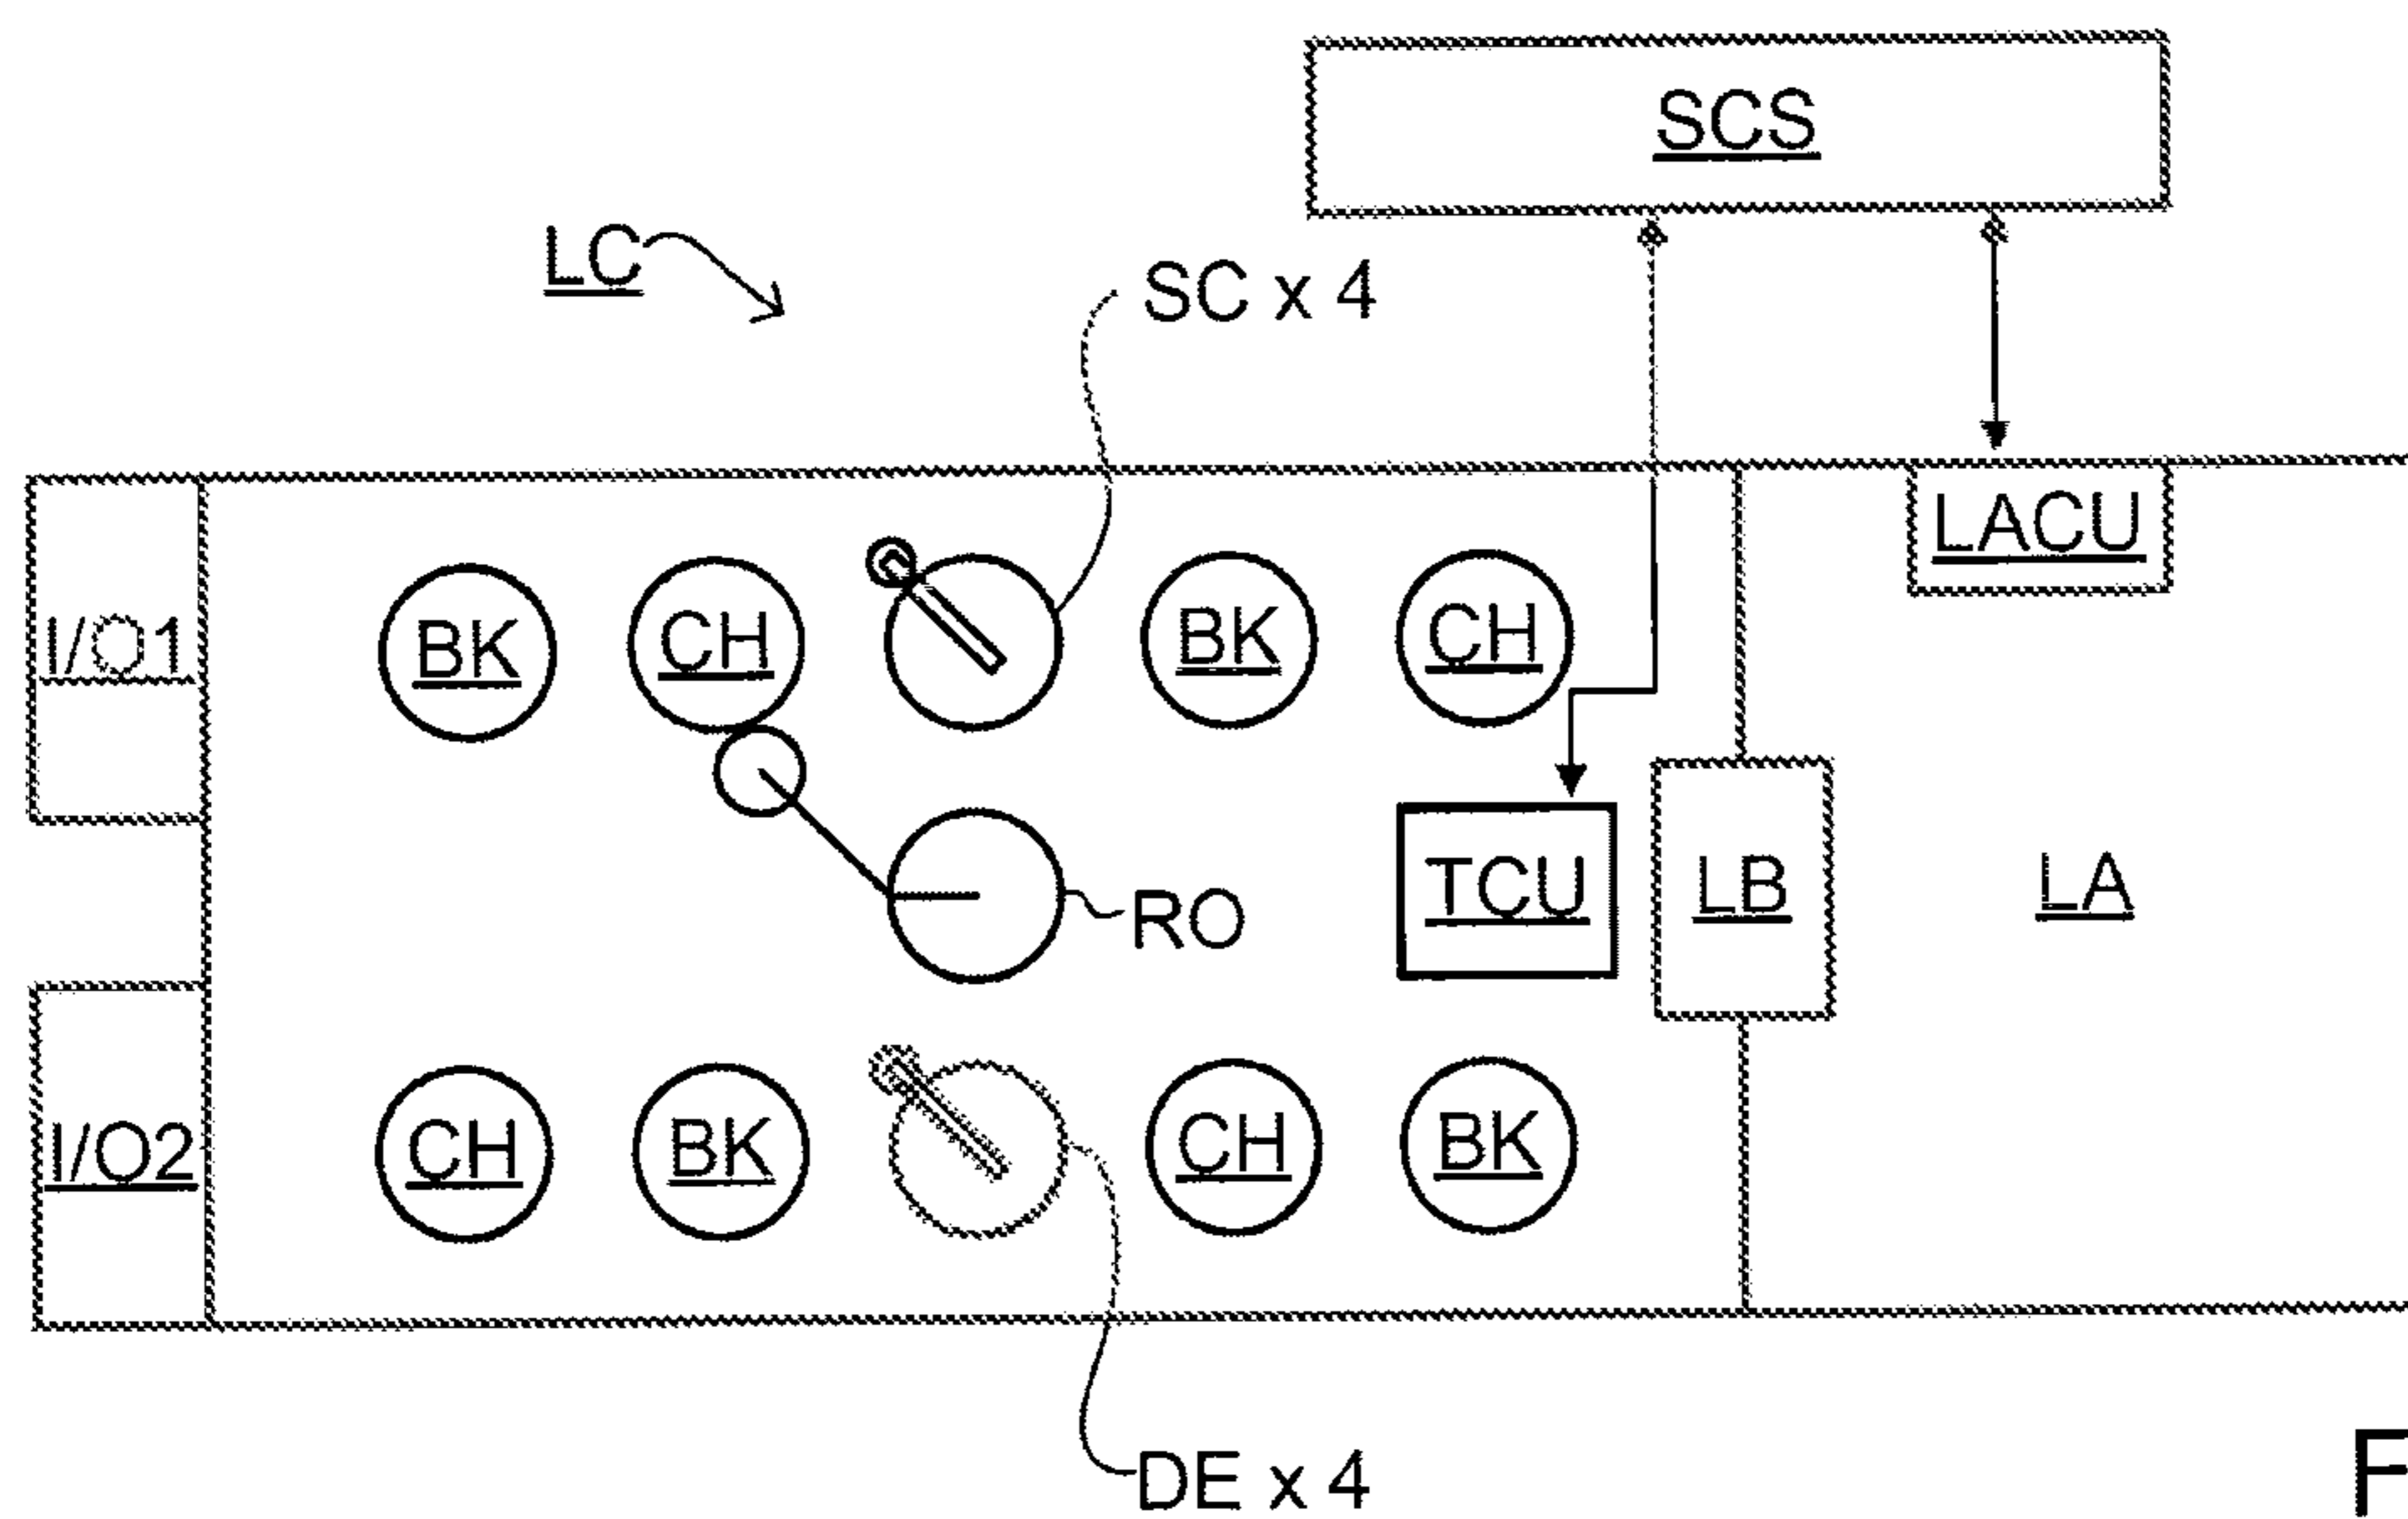 SCS
LC
SC x 4
LACU
I/O1
BK
CH
BK
CH
TCU
LB
LA
RO
I/O2
CH
BK
CH
BK
DE x 4
F